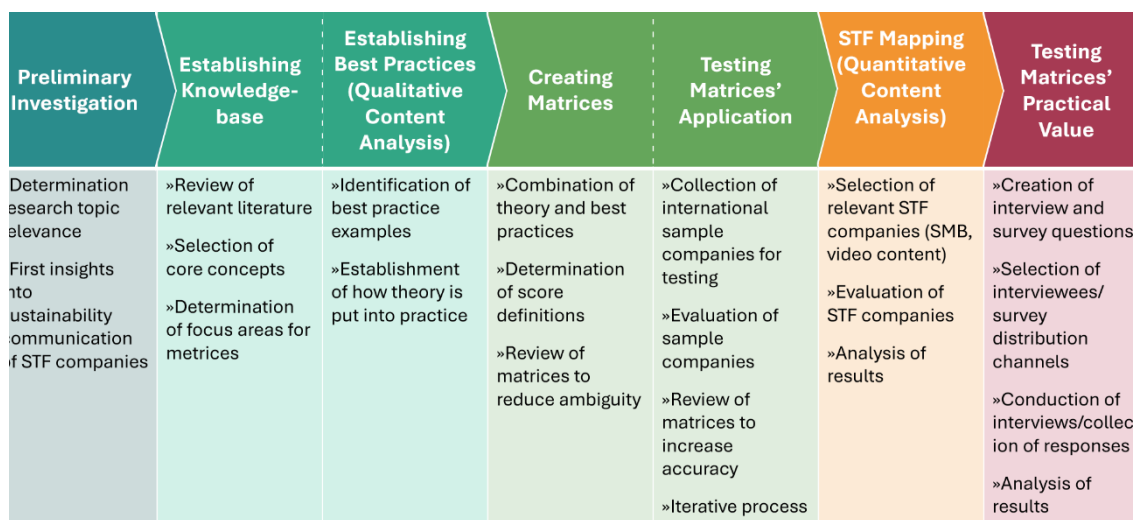 Preliminary
Investigation
Establishing
Knowledge-
base
Establishing
Best Practices
(Qualitative
Content
Analysis)
Creating
Matrices
Testing
Matrices’
Application
STF Mapping
(Quantitative
Content
Analysis)
Testing
Matrices’
Practical
Value
Determination
esearch topic
elevance
First insights
nto
ustainability
ommunication
f STF companies
»Review of
relevant literature
»Selection of
core concepts
»Determination
of focus areas for
metrices
»Identification of
best practice
examples
»Establishment
of how theory is
put into practice
»Combination of
theory and best
practices
»Determination
of score
definitions
»Review of
matrices to
reduce ambiguity
»Collection of
international
sample
companies for
testing
»Evaluation of
sample
companies
»Review of
matrices to
increase
accuracy
»Iterative process
»Selection of
relevant STF
companies (SMB,
video content)
»Evaluation of
STF companies
»Analysis of
results
»Creation of
interview and
survey questions
»Selection of
interviewees/
survey
distribution
channels
»Conduction of
interviews/collec
ion of responses
»Analysis of
results